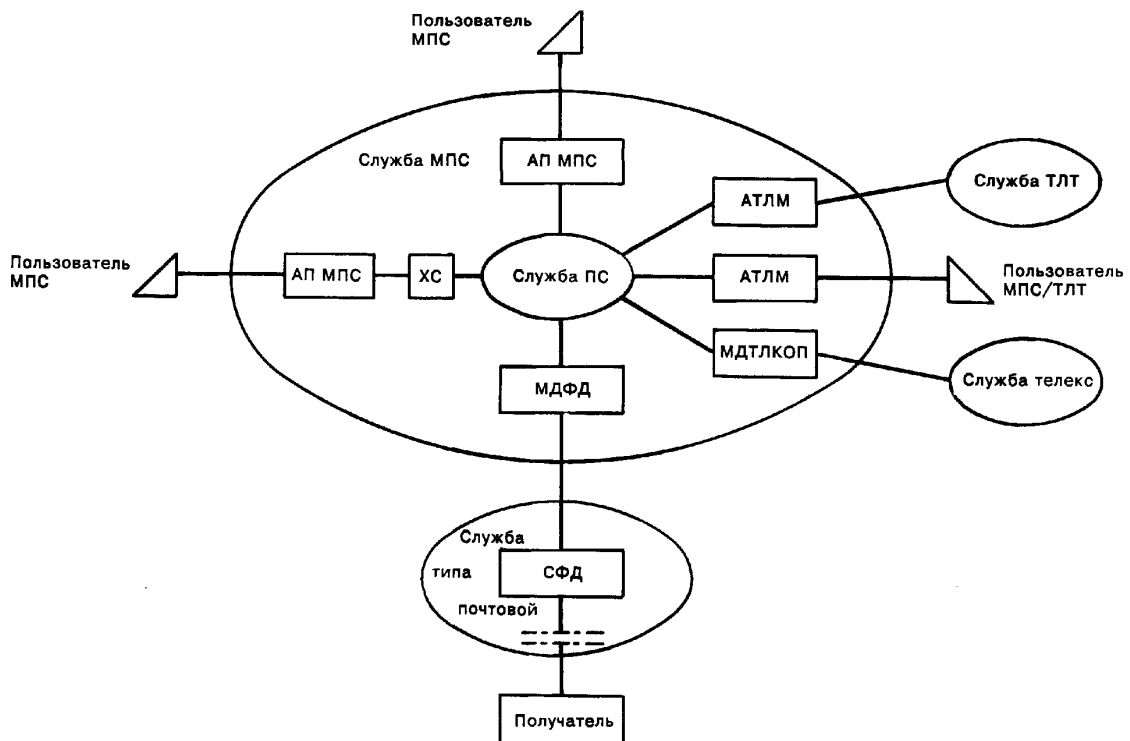 Пользователь
МПС
Служба МПС
АП МПС
АТЛМ
Служба ТЛТ
Пользователь
МПС
АП МПС
ХС
Служба ПС
АТЛМ
Пользователь
МПС/ТЛТ
МДТЛКОП
Служба телекс
МДФД
Служба
типа
СФД
почтовой
Получатель